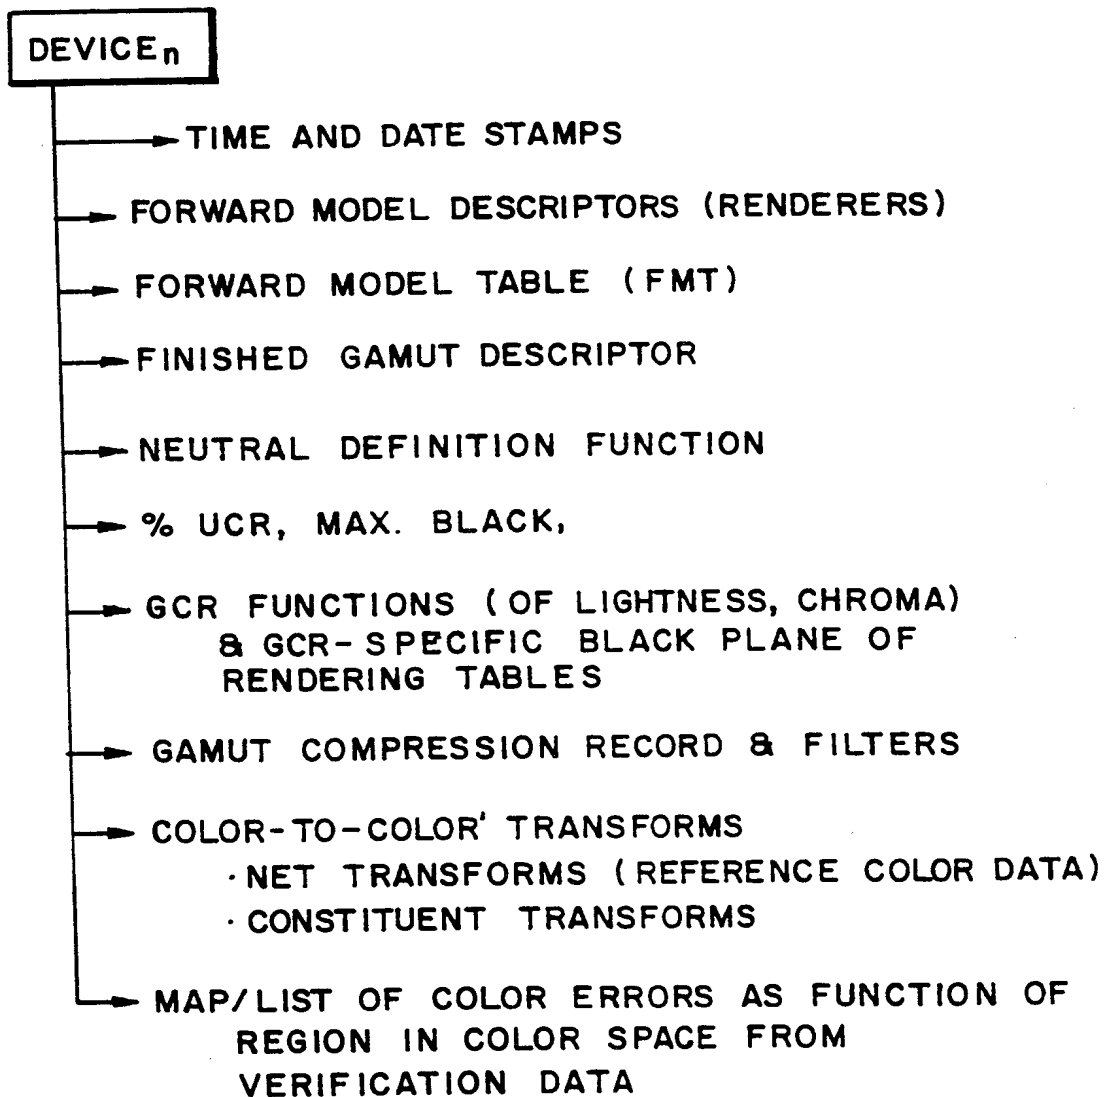 DEVICEn
TIME AND DATE STAMPS
FORWARD MODEL DESCRIPTORS (RENDERERS)
FORWARD MODEL TABLE (FMT)
FINISHED GAMUT DESCRIPTOR
NEUTRAL DEFINITION FUNCTION
% UCR, MAX. BLACK,
GCR FUNCTIONS (OF LIGHTNESS, CHROMA)
& GCR-SPECIFIC BLACK PLANE OF
RENDERING TABLES
GAMUT COMPRESSION RECORD & FILTERS
COLOR-TO-COLOR' TRANSFORMS
· NET TRANSFORMS (REFERENCE COLOR DATA)
· CONSTITUENT TRANSFORMS
MAP/LIST OF COLOR ERRORS AS FUNCTION OF
REGION IN COLOR SPACE FROM
VERIFICATION DATA